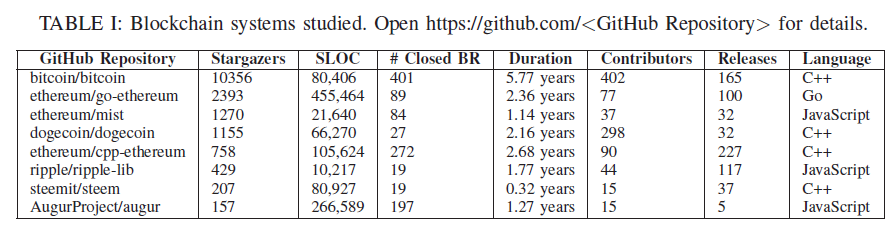 TABLE I: Blockchain systems studied. Open https://github.com/<GitHub Repository> for details.
GitHub Repository Stargazers SLOC # Closed BR Duration Contributors Releases Language
bitcoin/bitcoin 10356 80,406 401 5.77 years 402 165 C++
ethereum/go-ethereum 2393 455,464 89 2.36 years 77 100 Go
ethereum/mist 1270 21,640 84 1.14 years 37 32 JavaScript
dogecoin/dogecoin 1155 66,270 27 2.16 years 298 32 C++
ethereum/cpp-ethereum 758 105,624 272 2.68 years 90 227 C++
ripple/ripple-lib 429 10,217 19 1.77 years 44 117 JavaScript
steemit/steem 207 80,927 19 0.32 years 15 37 C++
AugurProject/augur 157 266,589 197 1.27 years 15 5 JavaScript